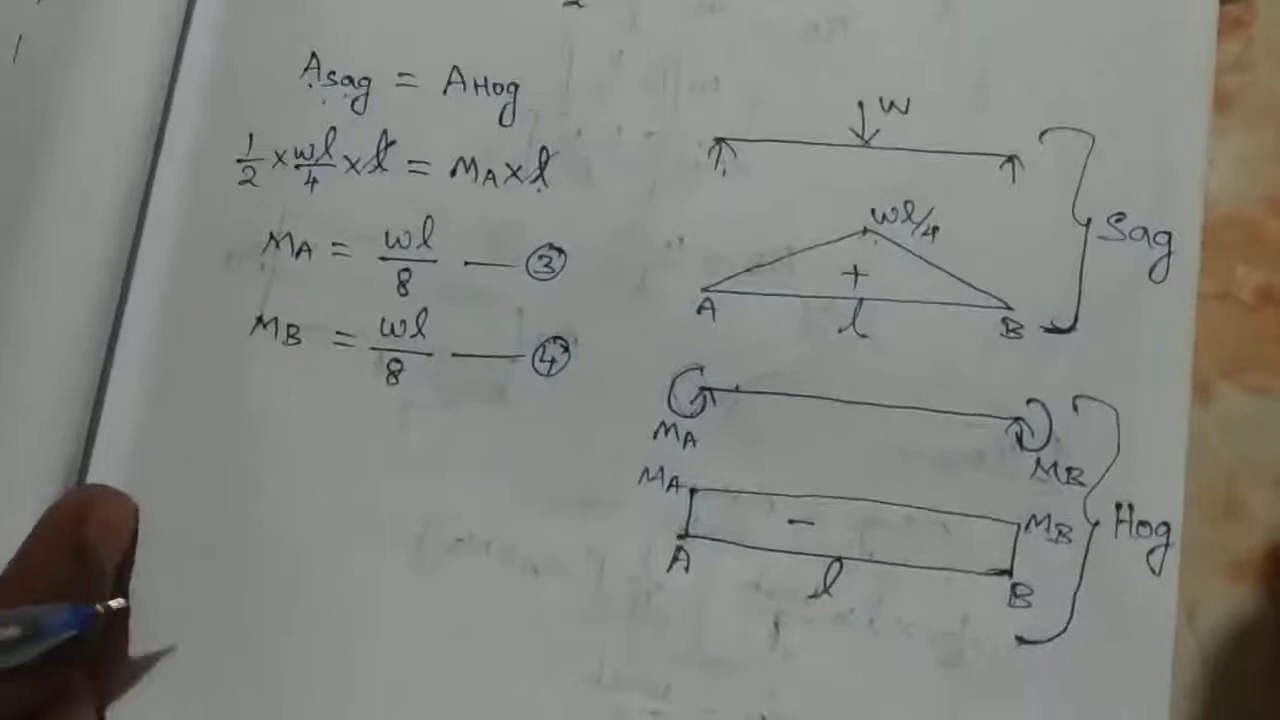 Asag = AHog
1/2 × wl/4 × l = MA × l
MA = wl/8 — ③
MB = wl/8 — ④
W
wl/4
+
A l B
Sag
MA MB
MA MB
−
A l B
Hog